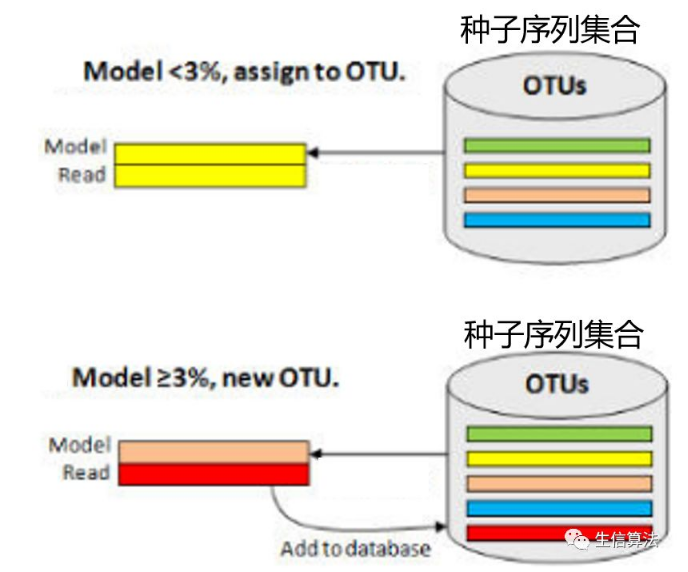 种子序列集合
Model <3%, assign to OTU.
OTUs
Model
Read
种子序列集合
Model ≥3%, new OTU.
OTUs
Model
Read
Add to database
生信算法